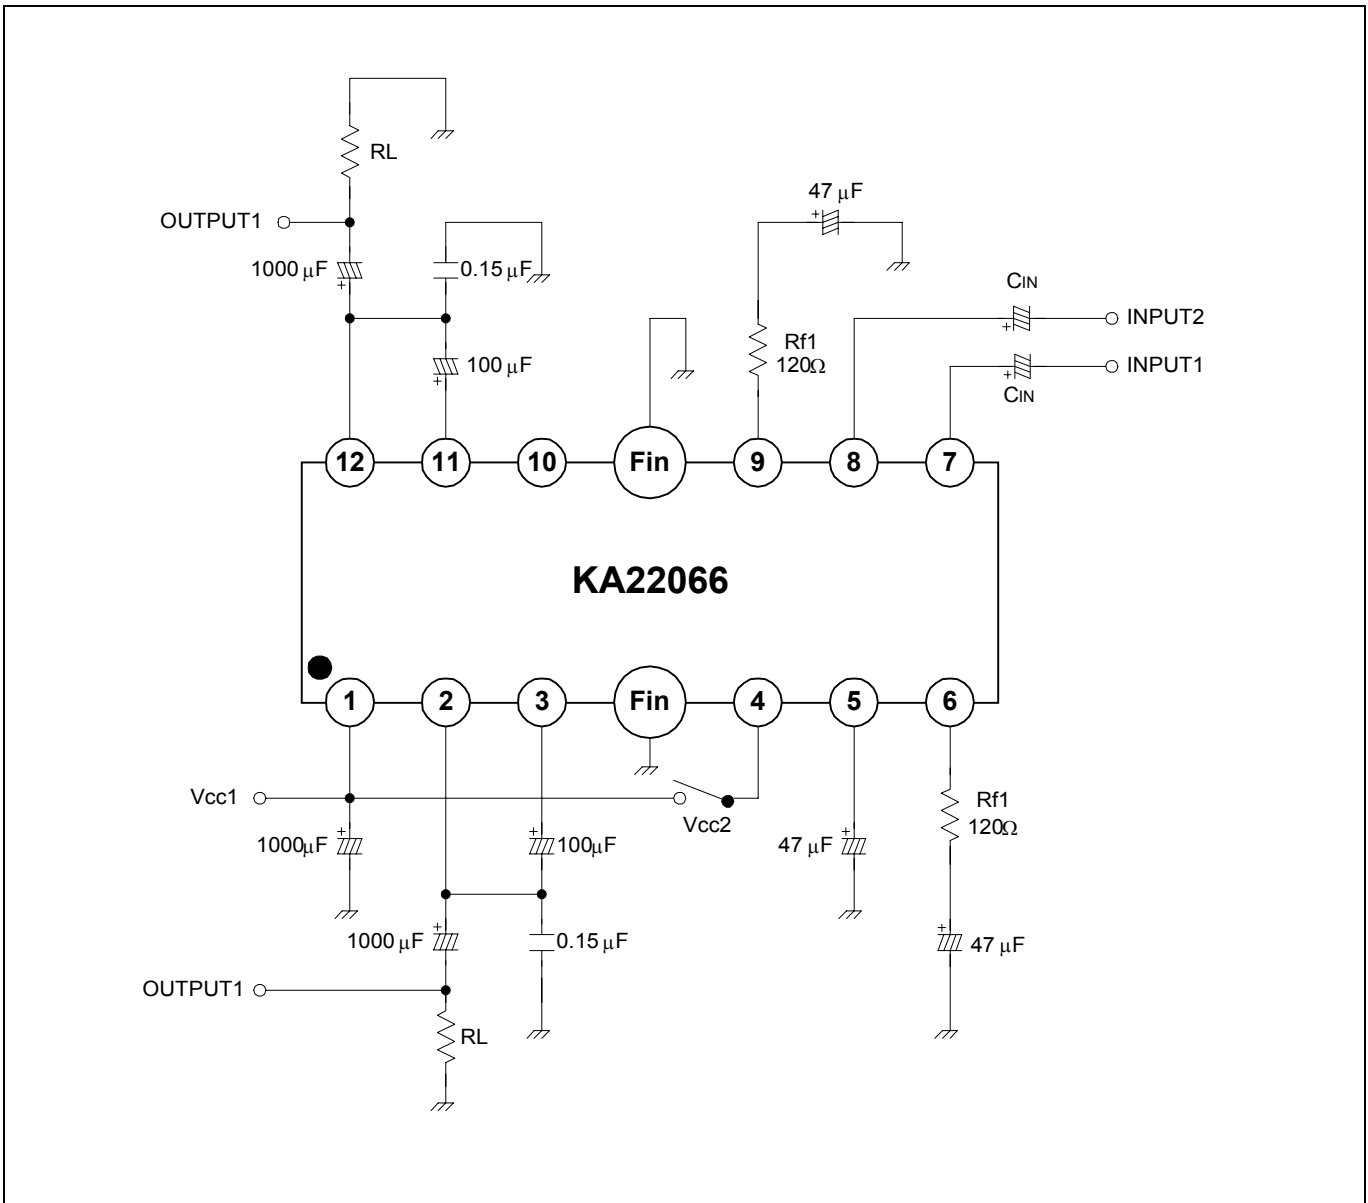 RL
OUTPUT1
47 μF
+
1000 μF
+
0.15 μF
CIN
+
INPUT2
Rf1
120Ω
100 μF
+
+
INPUT1
CIN
12
11
10
Fin
9
8
7
KA22066
1
2
3
Fin
4
5
6
Vcc1
Vcc2
Rf1
120Ω
+
1000μF
+
100μF
+
47 μF
+
1000 μF
0.15 μF
+
47 μF
OUTPUT1
RL